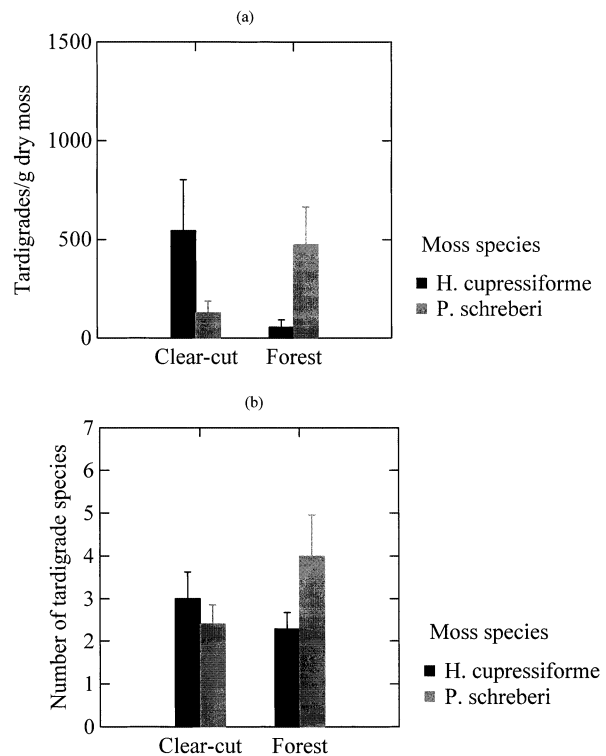 (a)
1500
1000
500
0
Tardigrades/g dry moss
Clear-cut Forest
Moss species
H. cupressiforme
P. schreberi
(b)
7
6
5
4
3
2
1
0
Number of tardigrade species
Clear-cut Forest
Moss species
H. cupressiforme
P. schreberi